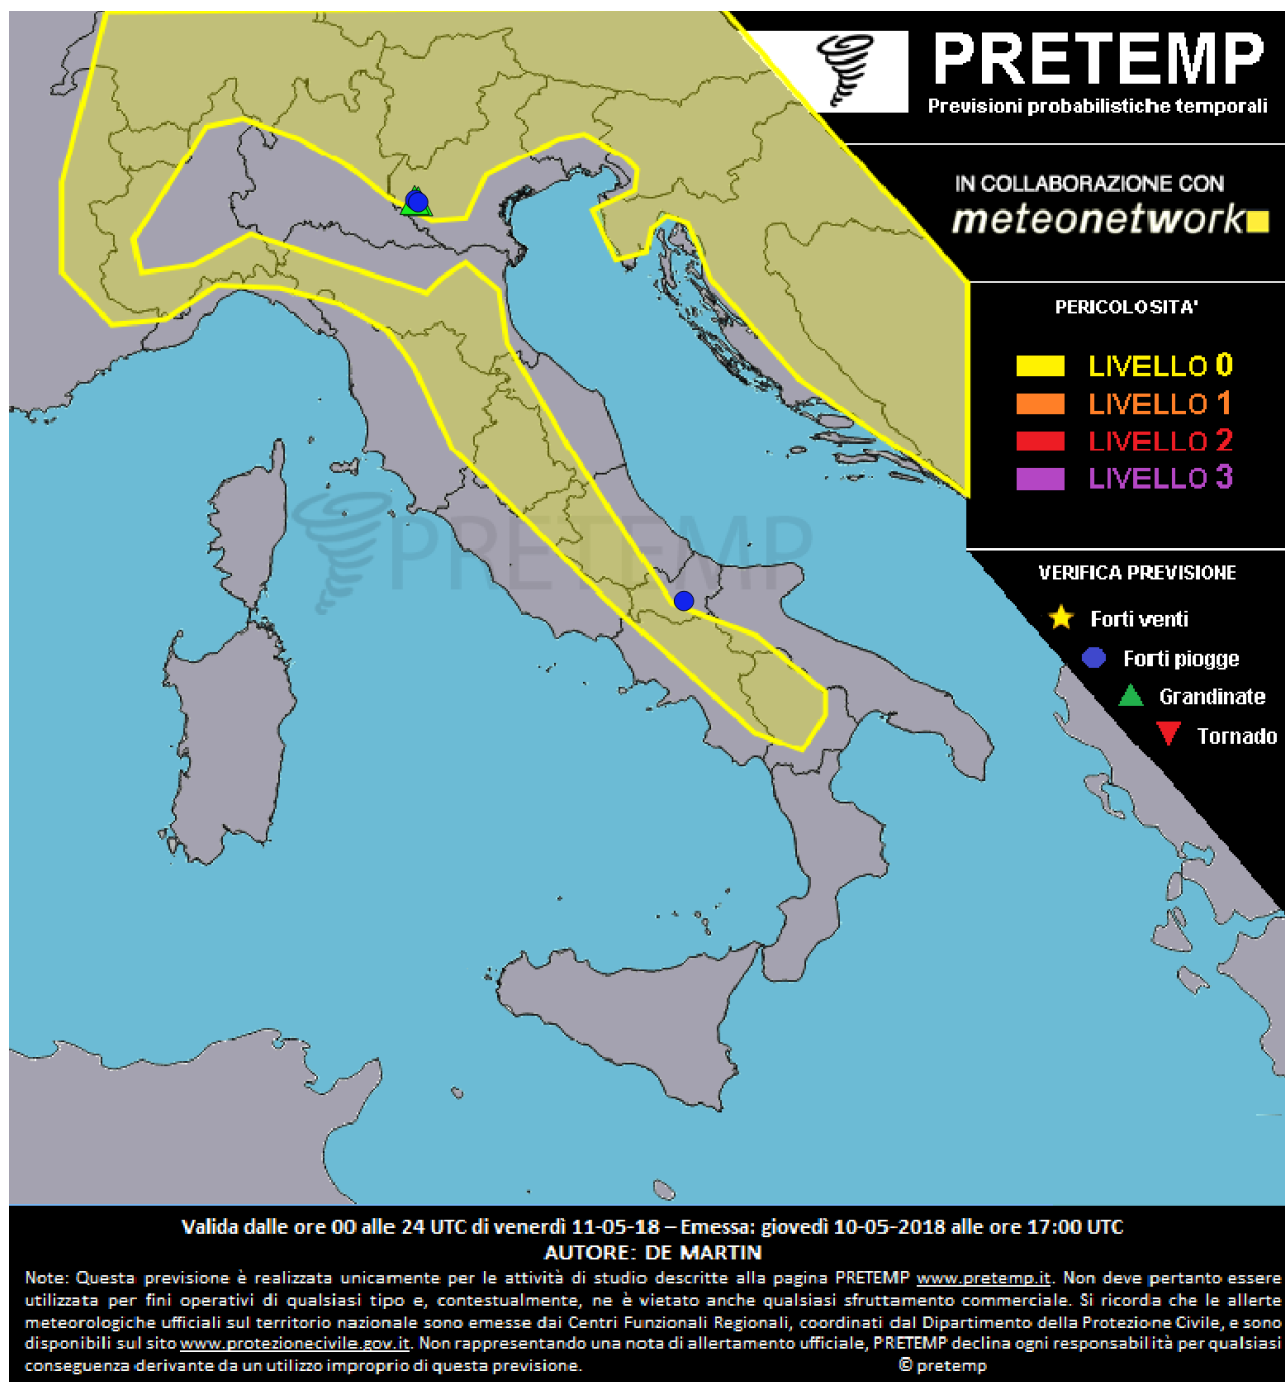 PRETEMP
Previsioni probabilistiche temporali
IN COLLABORAZIONE CON
meteonetwork
PERICOLOSITA'
LIVELLO 0
LIVELLO 1
LIVELLO 2
LIVELLO 3
PRETEMP
VERIFICA PREVISIONE
Forti venti
Forti piogge
Grandinate
Tornado
Valida dalle ore 00 alle 24 UTC di venerdì 11-05-18 – Emessa: giovedì 10-05-2018 alle ore 17:00 UTC
AUTORE: DE MARTIN
Note: Questa previsione è realizzata unicamente per le attività di studio descritte alla pagina PRETEMP www.pretemp.it. Non deve pertanto essere
utilizzata per fini operativi di qualsiasi tipo e, contestualmente, ne è vietato anche qualsiasi sfruttamento commerciale. Si ricorda che le allerte
meteorologiche ufficiali sul territorio nazionale sono emesse dai Centri Funzionali Regionali, coordinati dal Dipartimento della Protezione Civile, e sono
disponibili sul sito www.protezionecivile.gov.it. Non rappresentando una nota di allertamento ufficiale, PRETEMP declina ogni responsabilità per qualsiasi
conseguenza derivante da un utilizzo improprio di questa previsione. © pretemp